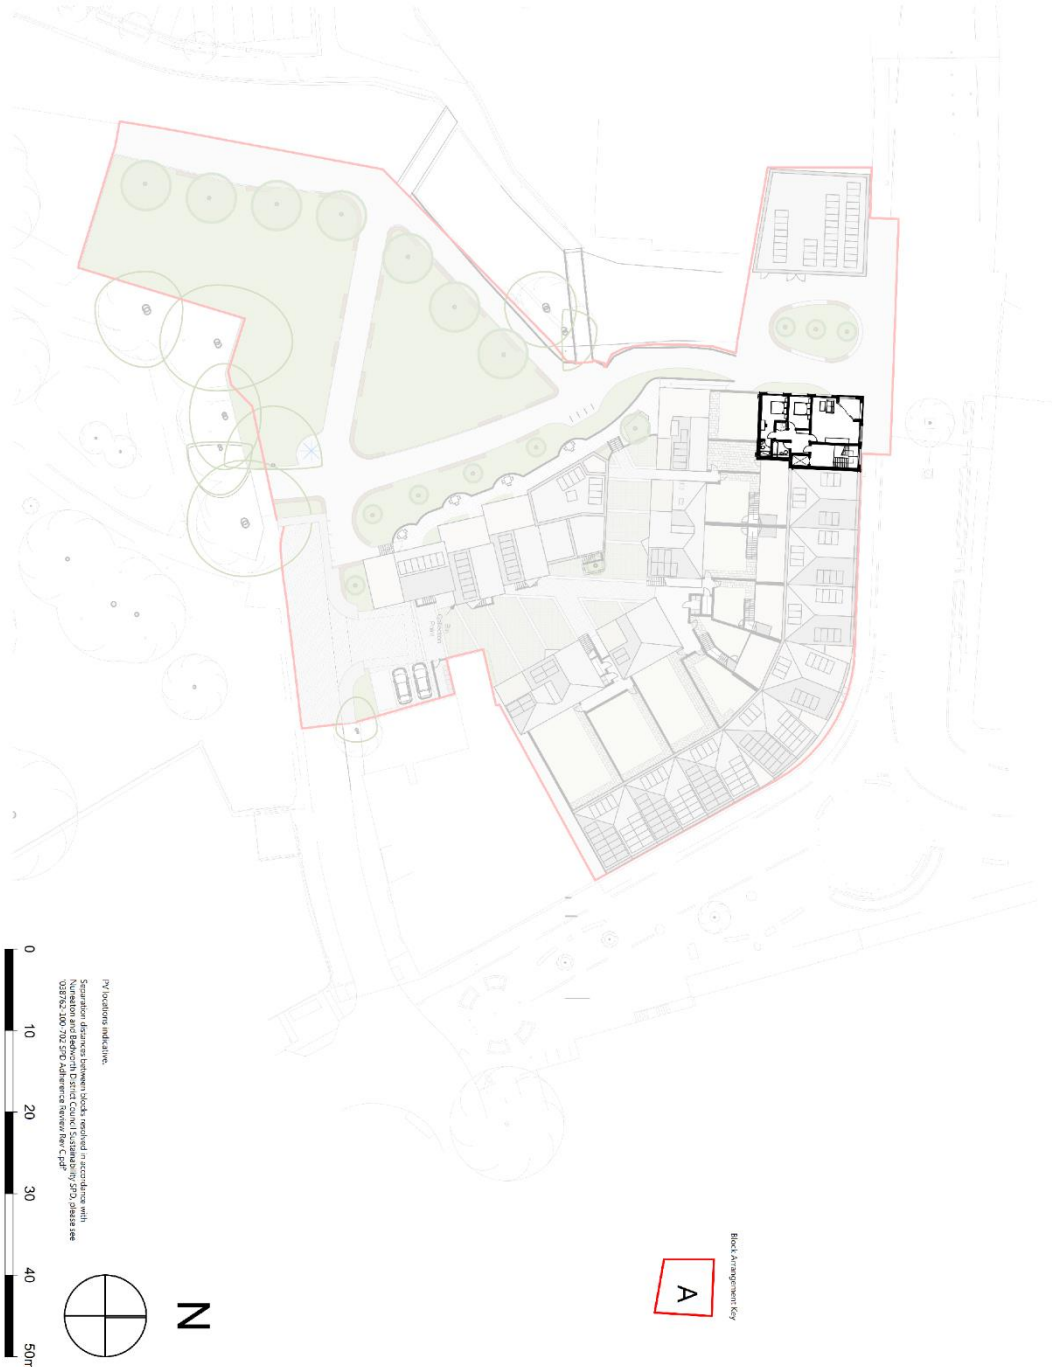 PV locations indicative.
Separation distances between blocks resolved in accordance with
Nuneaton and Bedworth District Council Sustainability SPD, please see
'038762-100-702 SPD Adherence Review Rev C.pdf'
0 10 20 30 40 50m
N
Block Arrangement Key
A